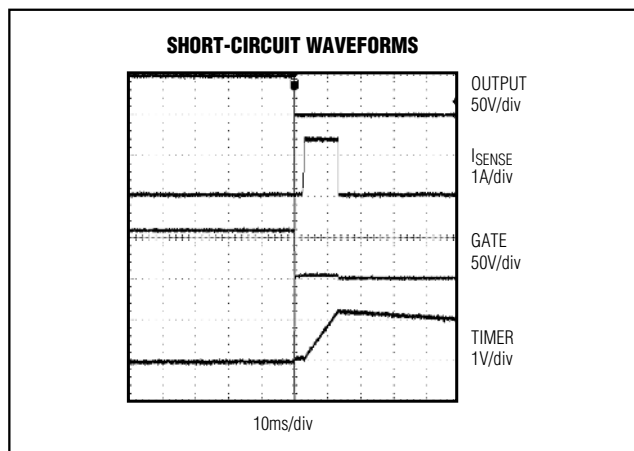 SHORT-CIRCUIT WAVEFORMS
OUTPUT
50V/div
ISENSE
1A/div
GATE
50V/div
TIMER
1V/div
10ms/div